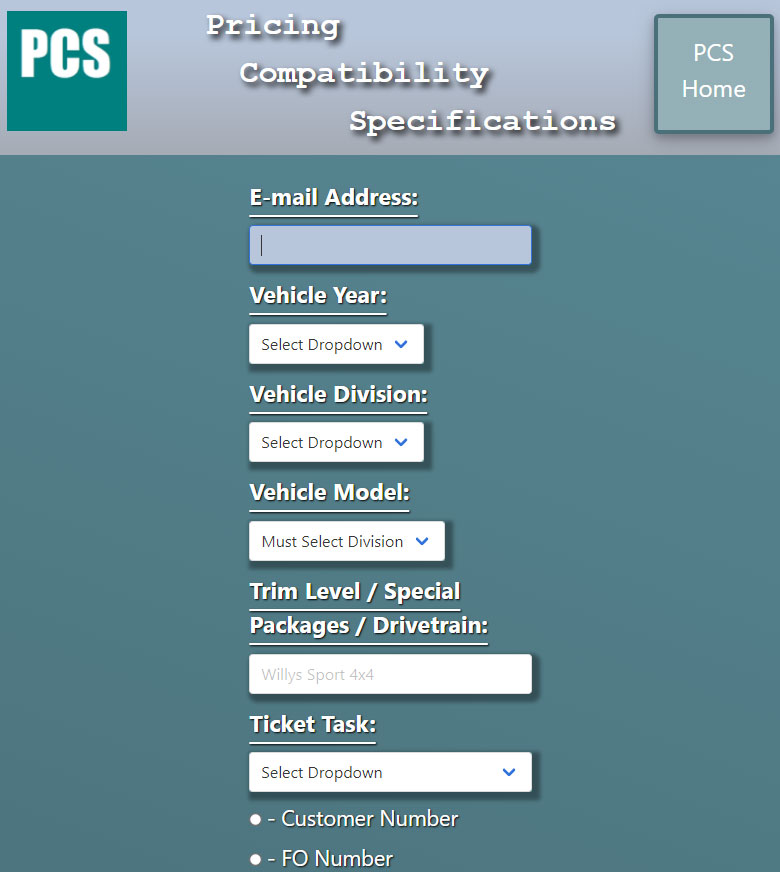 PCS
Pricing
Compatibility
Specifications
PCS
Home
E-mail Address:
Vehicle Year:
Select Dropdown
Vehicle Division:
Select Dropdown
Vehicle Model:
Must Select Division
Trim Level / Special
Packages / Drivetrain:
Willys Sport 4x4
Ticket Task:
Select Dropdown
- Customer Number
- FO Number